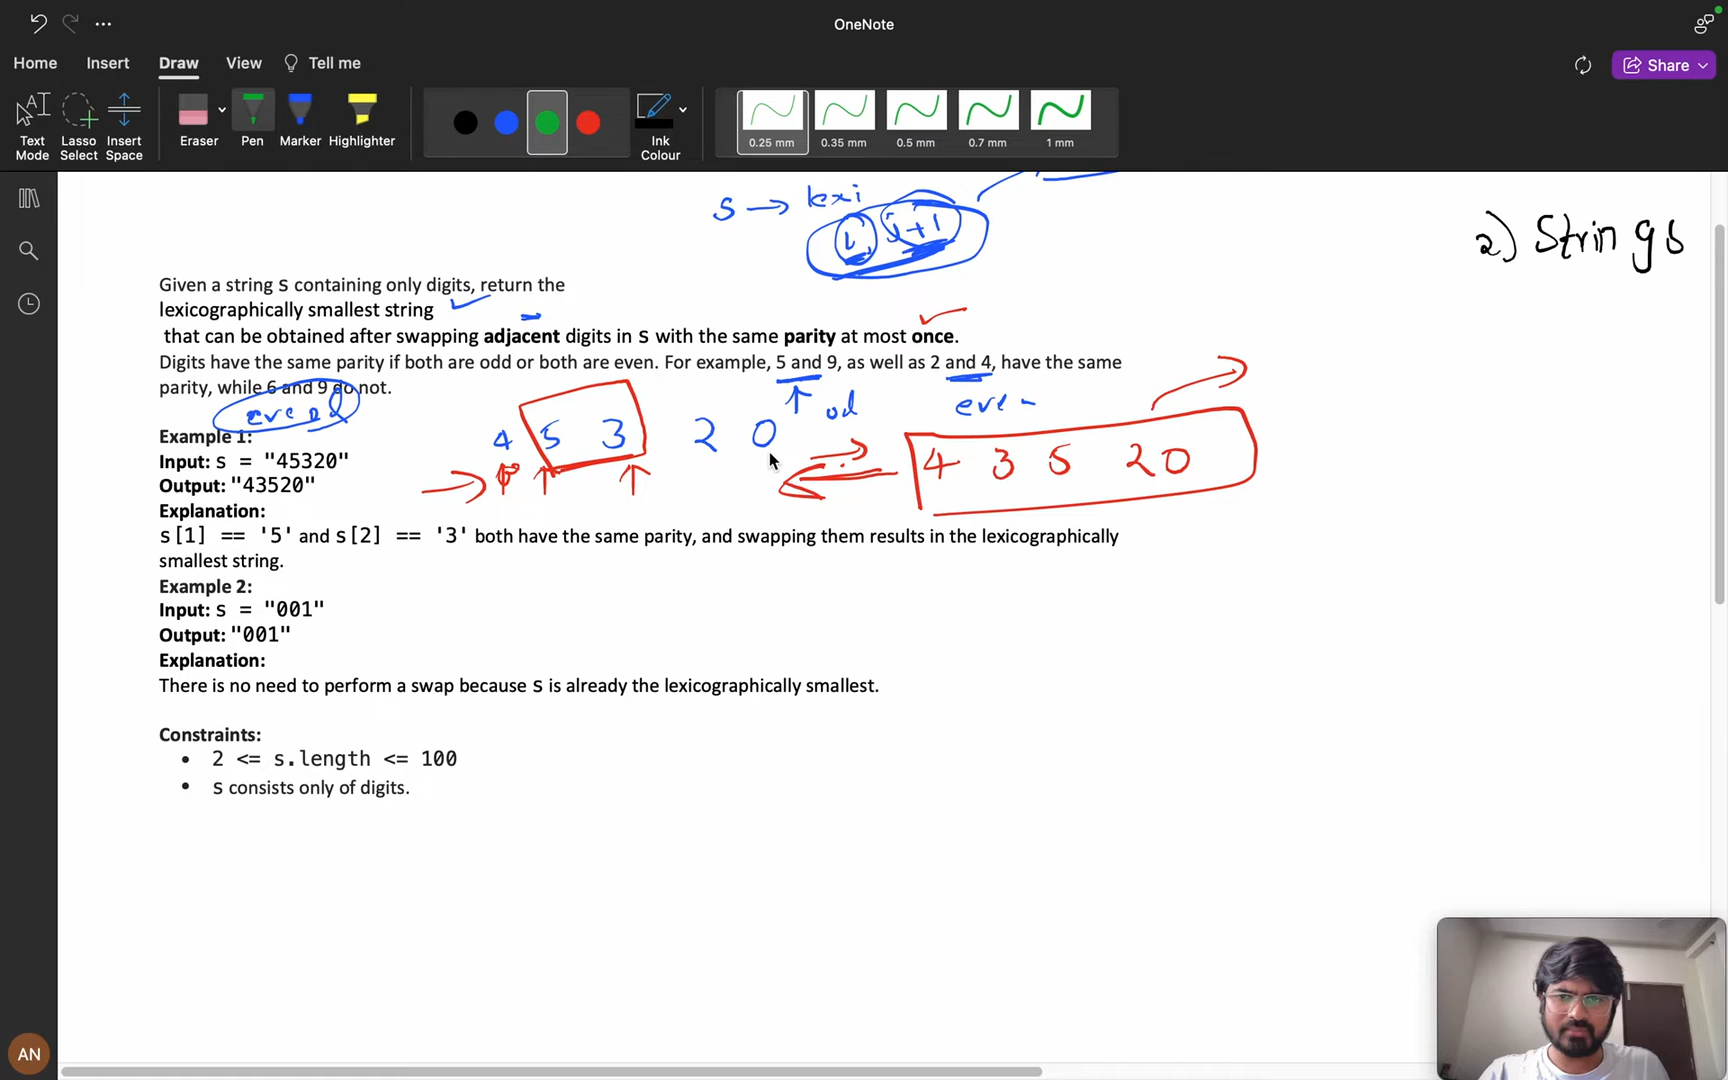 OneNote
Home Insert Draw View Tell me
Share
Text Mode
Lasso Select
Insert Space
Eraser
Pen
Marker
Highlighter
Ink Colour
0.25 mm
0.35 mm
0.5 mm
0.7 mm
1 mm
s → lexi
i, i+1
2) Strings
Given a string s containing only digits, return the
lexicographically smallest string
that can be obtained after swapping adjacent digits in s with the same parity at most once.
Digits have the same parity if both are odd or both are even. For example, 5 and 9, as well as 2 and 4, have the same
parity, while 6 and 9 do not.
od
even
4 5 3 2 0
4 3 5 2 0
Example 1:
Input: s = "45320"
Output: "43520"
Explanation:
s[1] == '5' and s[2] == '3' both have the same parity, and swapping them results in the lexicographically
smallest string.
Example 2:
Input: s = "001"
Output: "001"
Explanation:
There is no need to perform a swap because s is already the lexicographically smallest.
Constraints:
• 2 <= s.length <= 100
• s consists only of digits.
AN